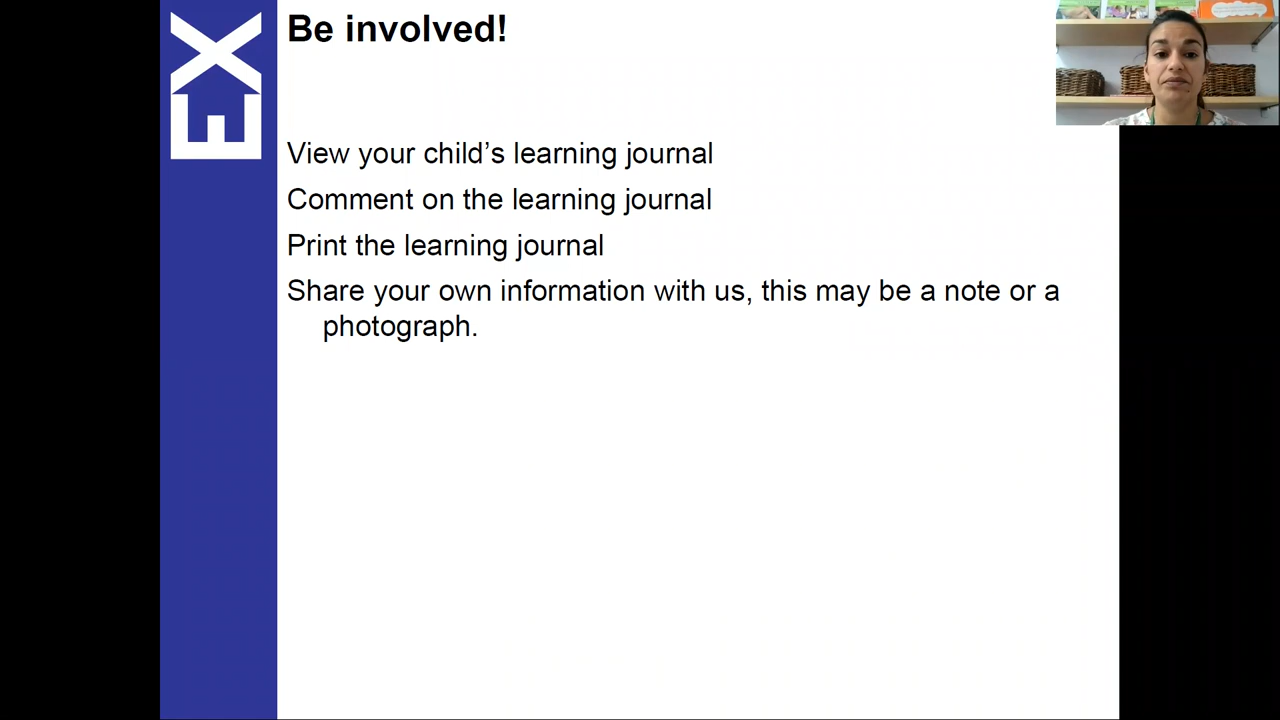 EX
Be involved!
View your child’s learning journal
Comment on the learning journal
Print the learning journal
Share your own information with us, this may be a note or a
photograph.